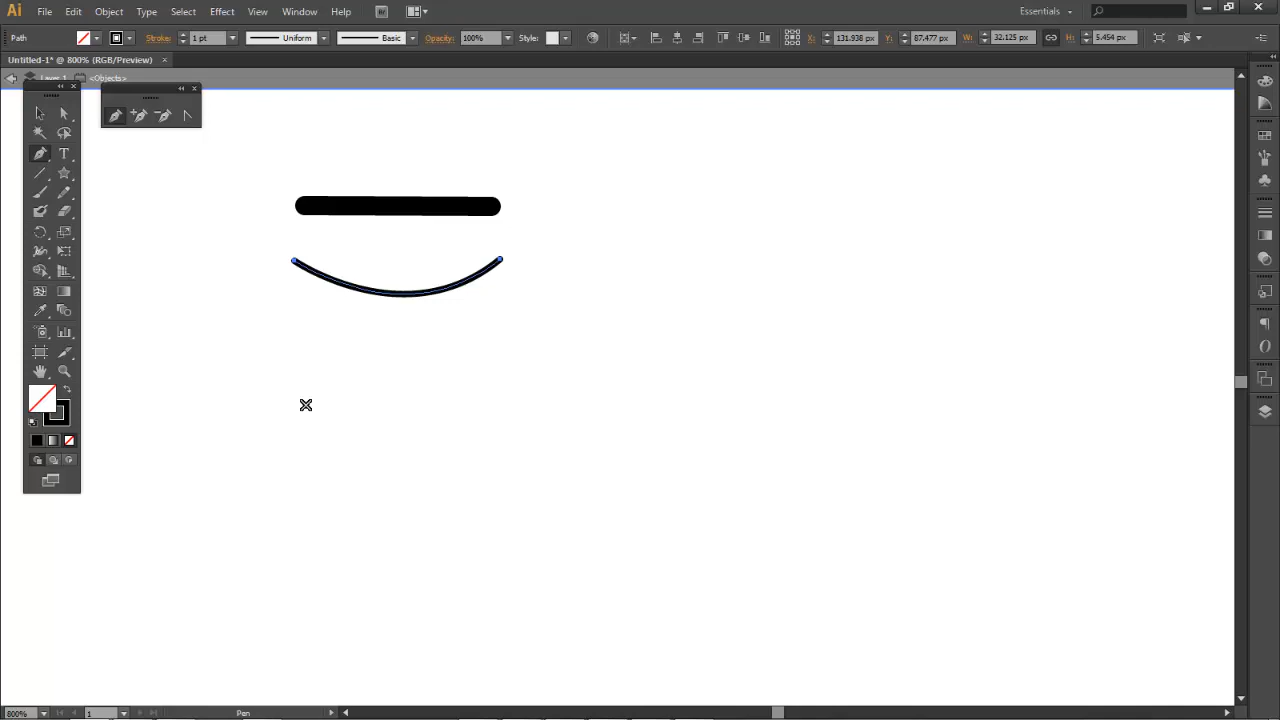 Ai File Edit Object Type Select Effect View Window Help Br Essentials
Path Stroke: 1 pt Uniform Basic Opacity: 100% Style: X: 131.938 px Y: 87.477 px W: 32.125 px H: 5.454 px
Untitled-1* @ 800% (RGB/Preview) ×
Layer 1 <Objects>
T
800% 1 Pen